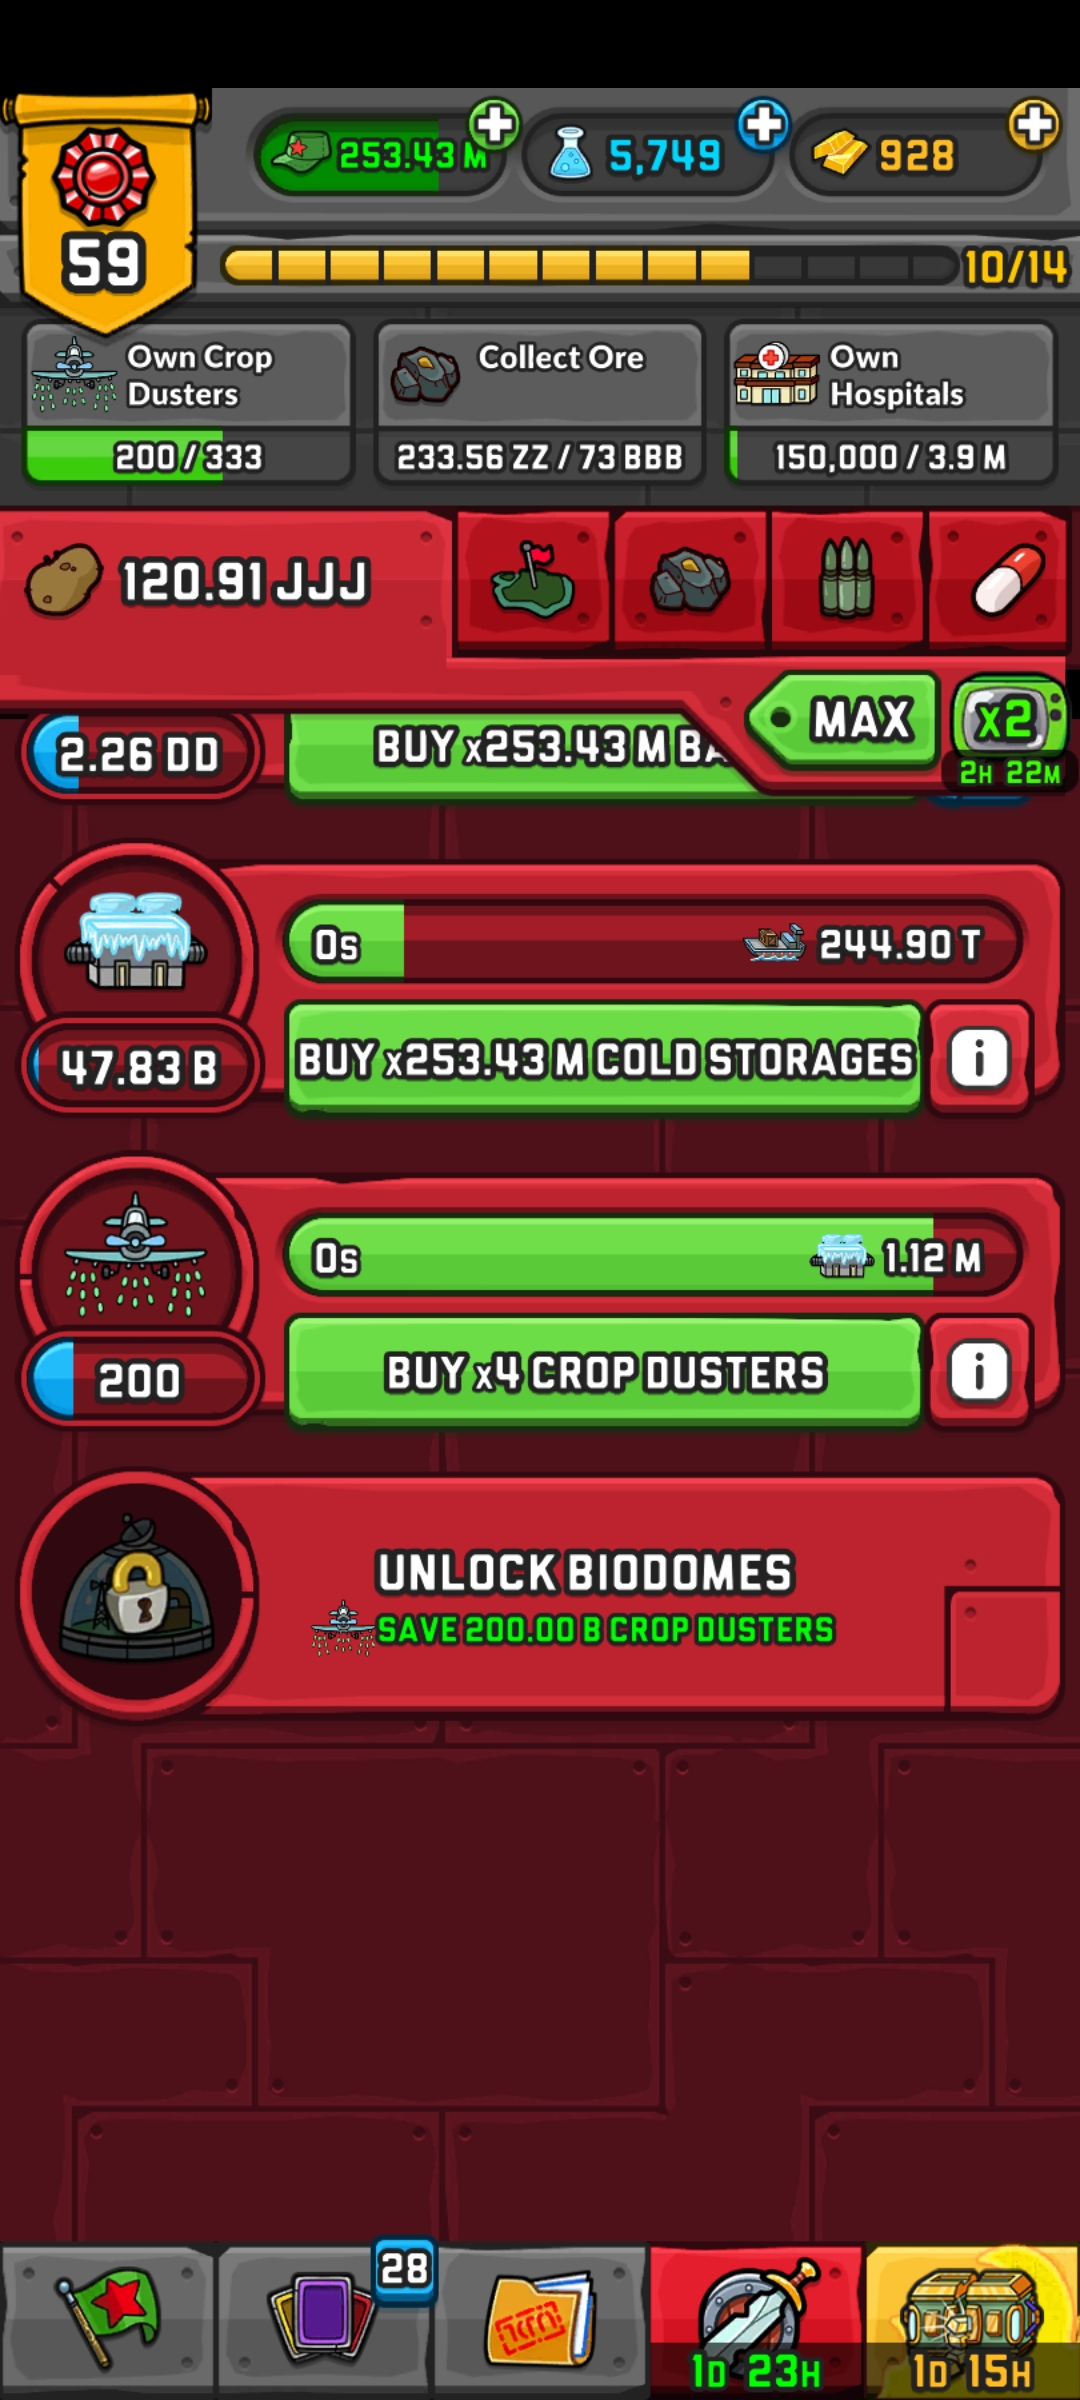 253.43 M
5,749
928
59
10/14
Own Crop
Dusters
200 / 333
Collect Ore
233.56 ZZ / 73 BBB
Own
Hospitals
150,000 / 3.9 M
120.91 JJJ
MAX
x2
2H 22M
2.26 DD
BUY x253.43 M
0s
244.90 T
47.83 B
BUY x253.43 M COLD STORAGES
i
0s
1.12 M
200
BUY x4 CROP DUSTERS
i
UNLOCK BIODOMES
SAVE 200.00 B CROP DUSTERS
28
1D 23H
1D 15H